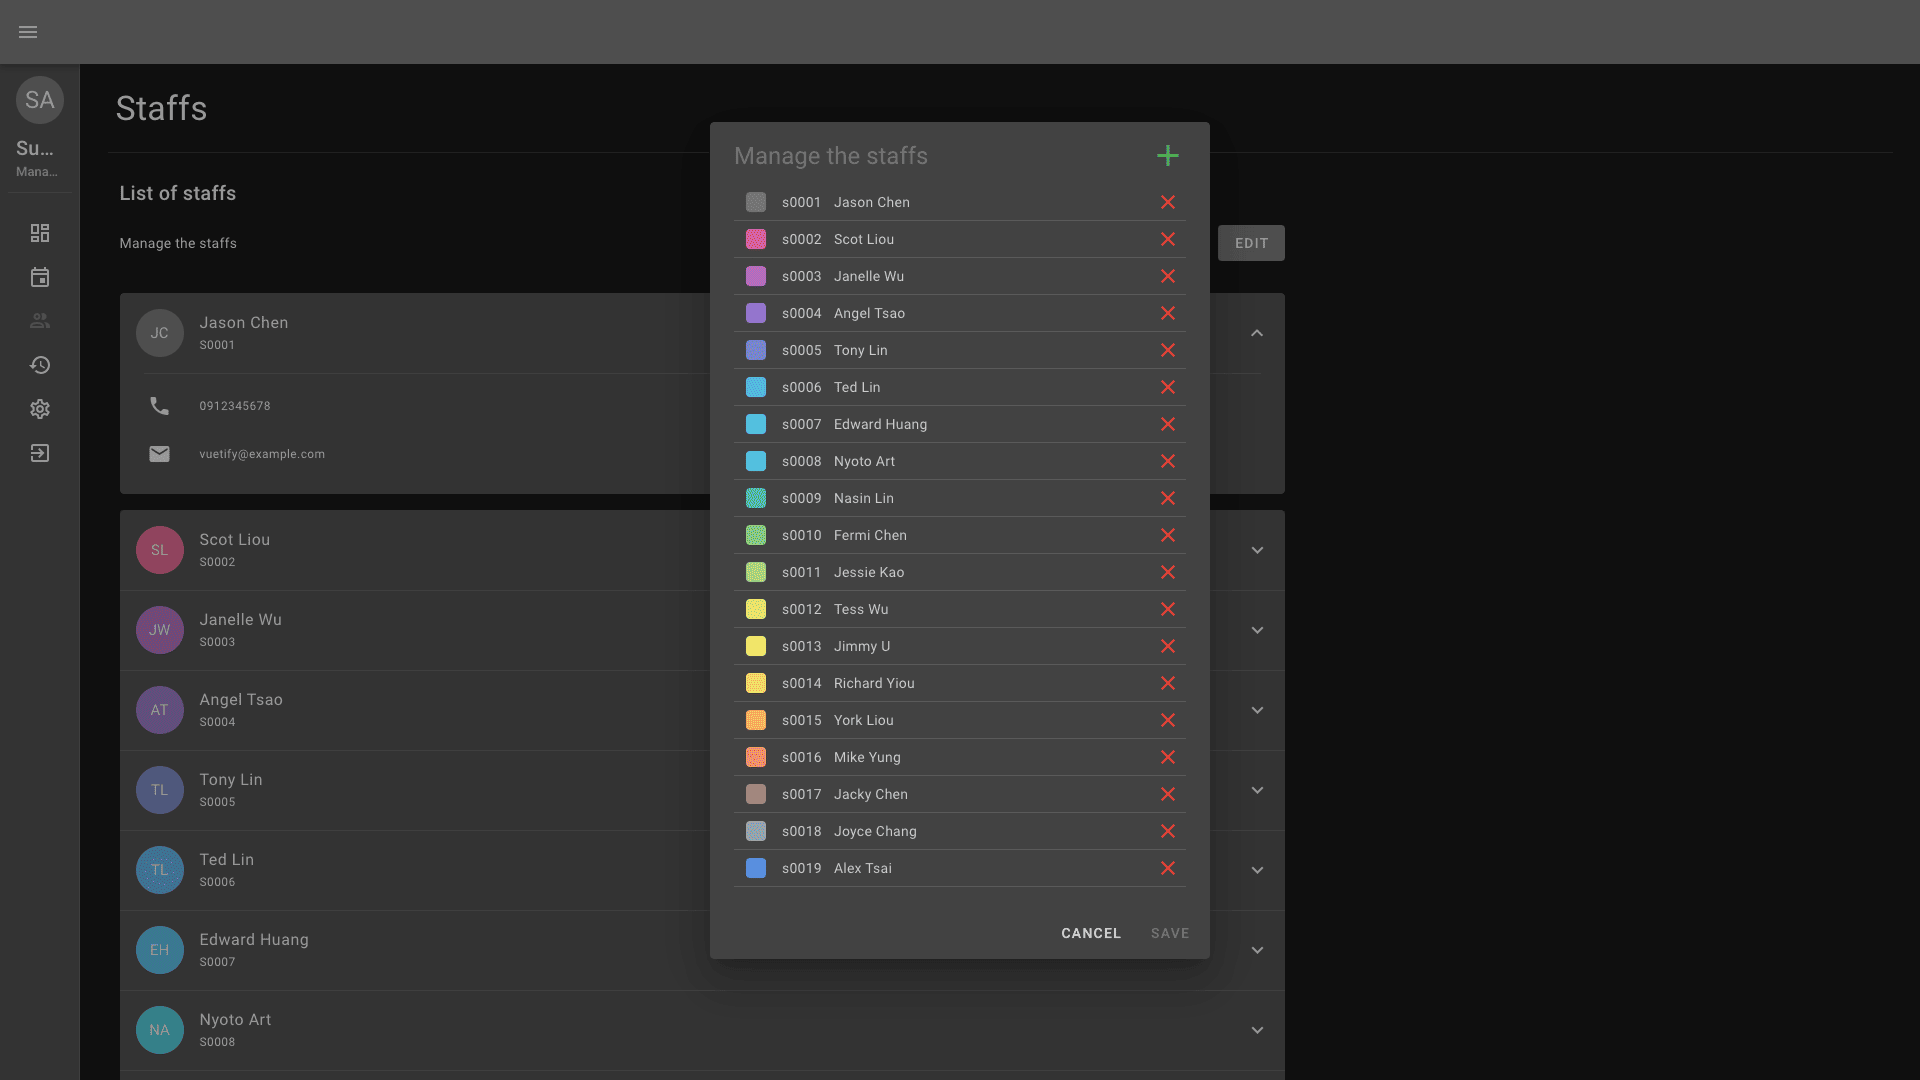 SA
Su...
Mana...
Staffs
List of staffs
Manage the staffs
EDIT
JC
Jason Chen
S0001
0912345678
vuetify@example.com
SL
Scot Liou
S0002
JW
Janelle Wu
S0003
AT
Angel Tsao
S0004
TL
Tony Lin
S0005
TL
Ted Lin
S0006
EH
Edward Huang
S0007
NA
Nyoto Art
S0008
Manage the staffs
s0001 Jason Chen
s0002 Scot Liou
s0003 Janelle Wu
s0004 Angel Tsao
s0005 Tony Lin
s0006 Ted Lin
s0007 Edward Huang
s0008 Nyoto Art
s0009 Nasin Lin
s0010 Fermi Chen
s0011 Jessie Kao
s0012 Tess Wu
s0013 Jimmy U
s0014 Richard Yiou
s0015 York Liou
s0016 Mike Yung
s0017 Jacky Chen
s0018 Joyce Chang
s0019 Alex Tsai
CANCEL SAVE